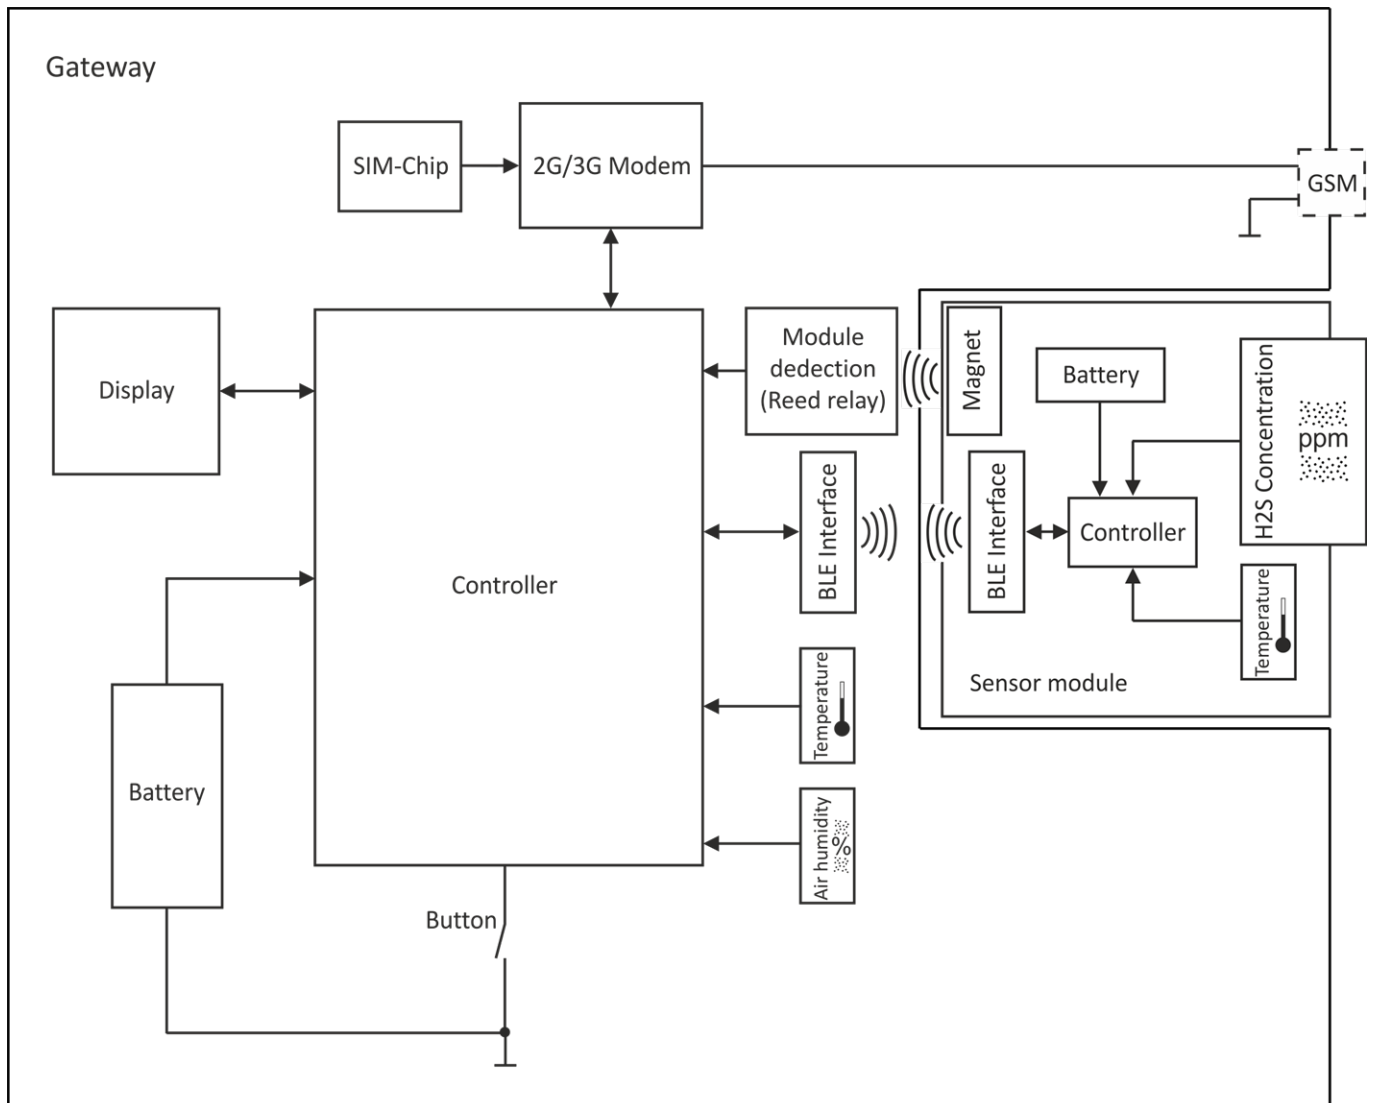 Gateway
SIM-Chip
2G/3G Modem
GSM
Display
Controller
Module
dedection
(Reed relay)
Magnet
Battery
H2S Concentration
ppm
BLE Interface
BLE Interface
Controller
Temperature
Temperature
Sensor module
Battery
Air humidity
%
Button